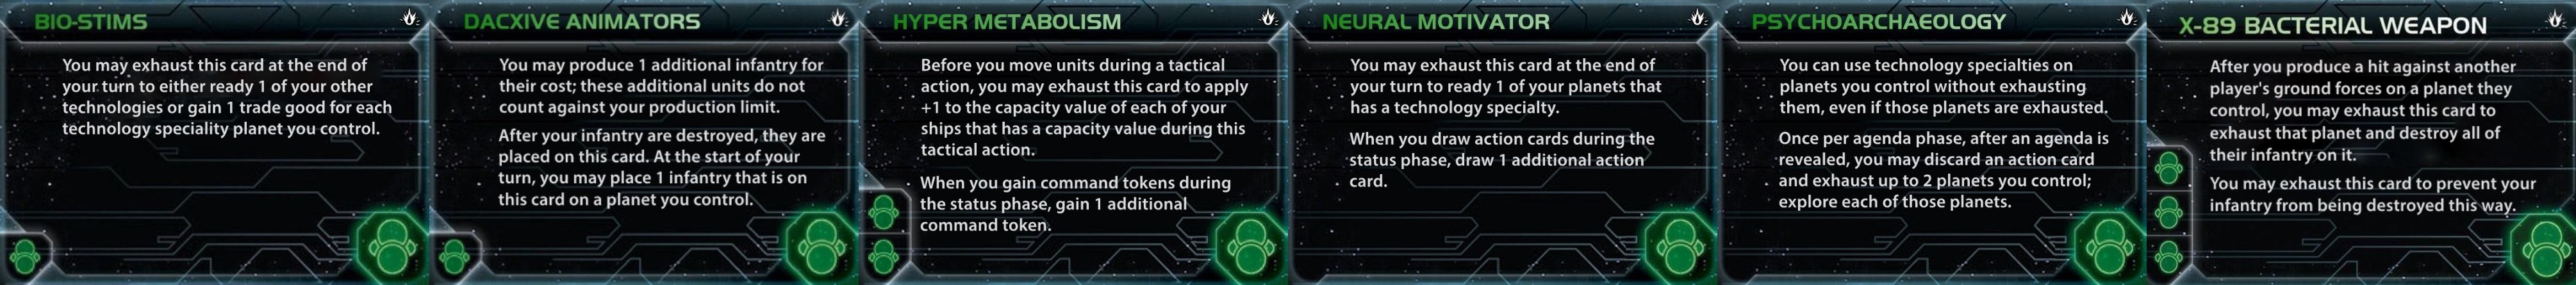 BIO-STIMS
You may exhaust this card at the end of
your turn to either ready 1 of your other
technologies or gain 1 trade good for each
technology speciality planet you control.
DACXIVE ANIMATORS
You may produce 1 additional infantry for
their cost; these additional units do not
count against your production limit.
After your infantry are destroyed, they are
placed on this card. At the start of your
turn, you may place 1 infantry that is on
this card on a planet you control.
HYPER METABOLISM
Before you move units during a tactical
action, you may exhaust this card to apply
+1 to the capacity value of each of your
ships that has a capacity value during this
tactical action.
When you gain command tokens during
the status phase, gain 1 additional
command token.
NEURAL MOTIVATOR
You may exhaust this card at the end of
your turn to ready 1 of your planets that
has a technology specialty.
When you draw action cards during the
status phase, draw 1 additional action
card.
PSYCHOARCHAEOLOGY
You can use technology specialties on
planets you control without exhausting
them, even if those planets are exhausted.
Once per agenda phase, after an agenda is
revealed, you may discard an action card
and exhaust up to 2 planets you control;
explore each of those planets.
X-89 BACTERIAL WEAPON
After you produce a hit against another
player's ground forces on a planet they
control, you may exhaust this card to
exhaust that planet and destroy all of
their infantry on it.
You may exhaust this card to prevent your
infantry from being destroyed this way.